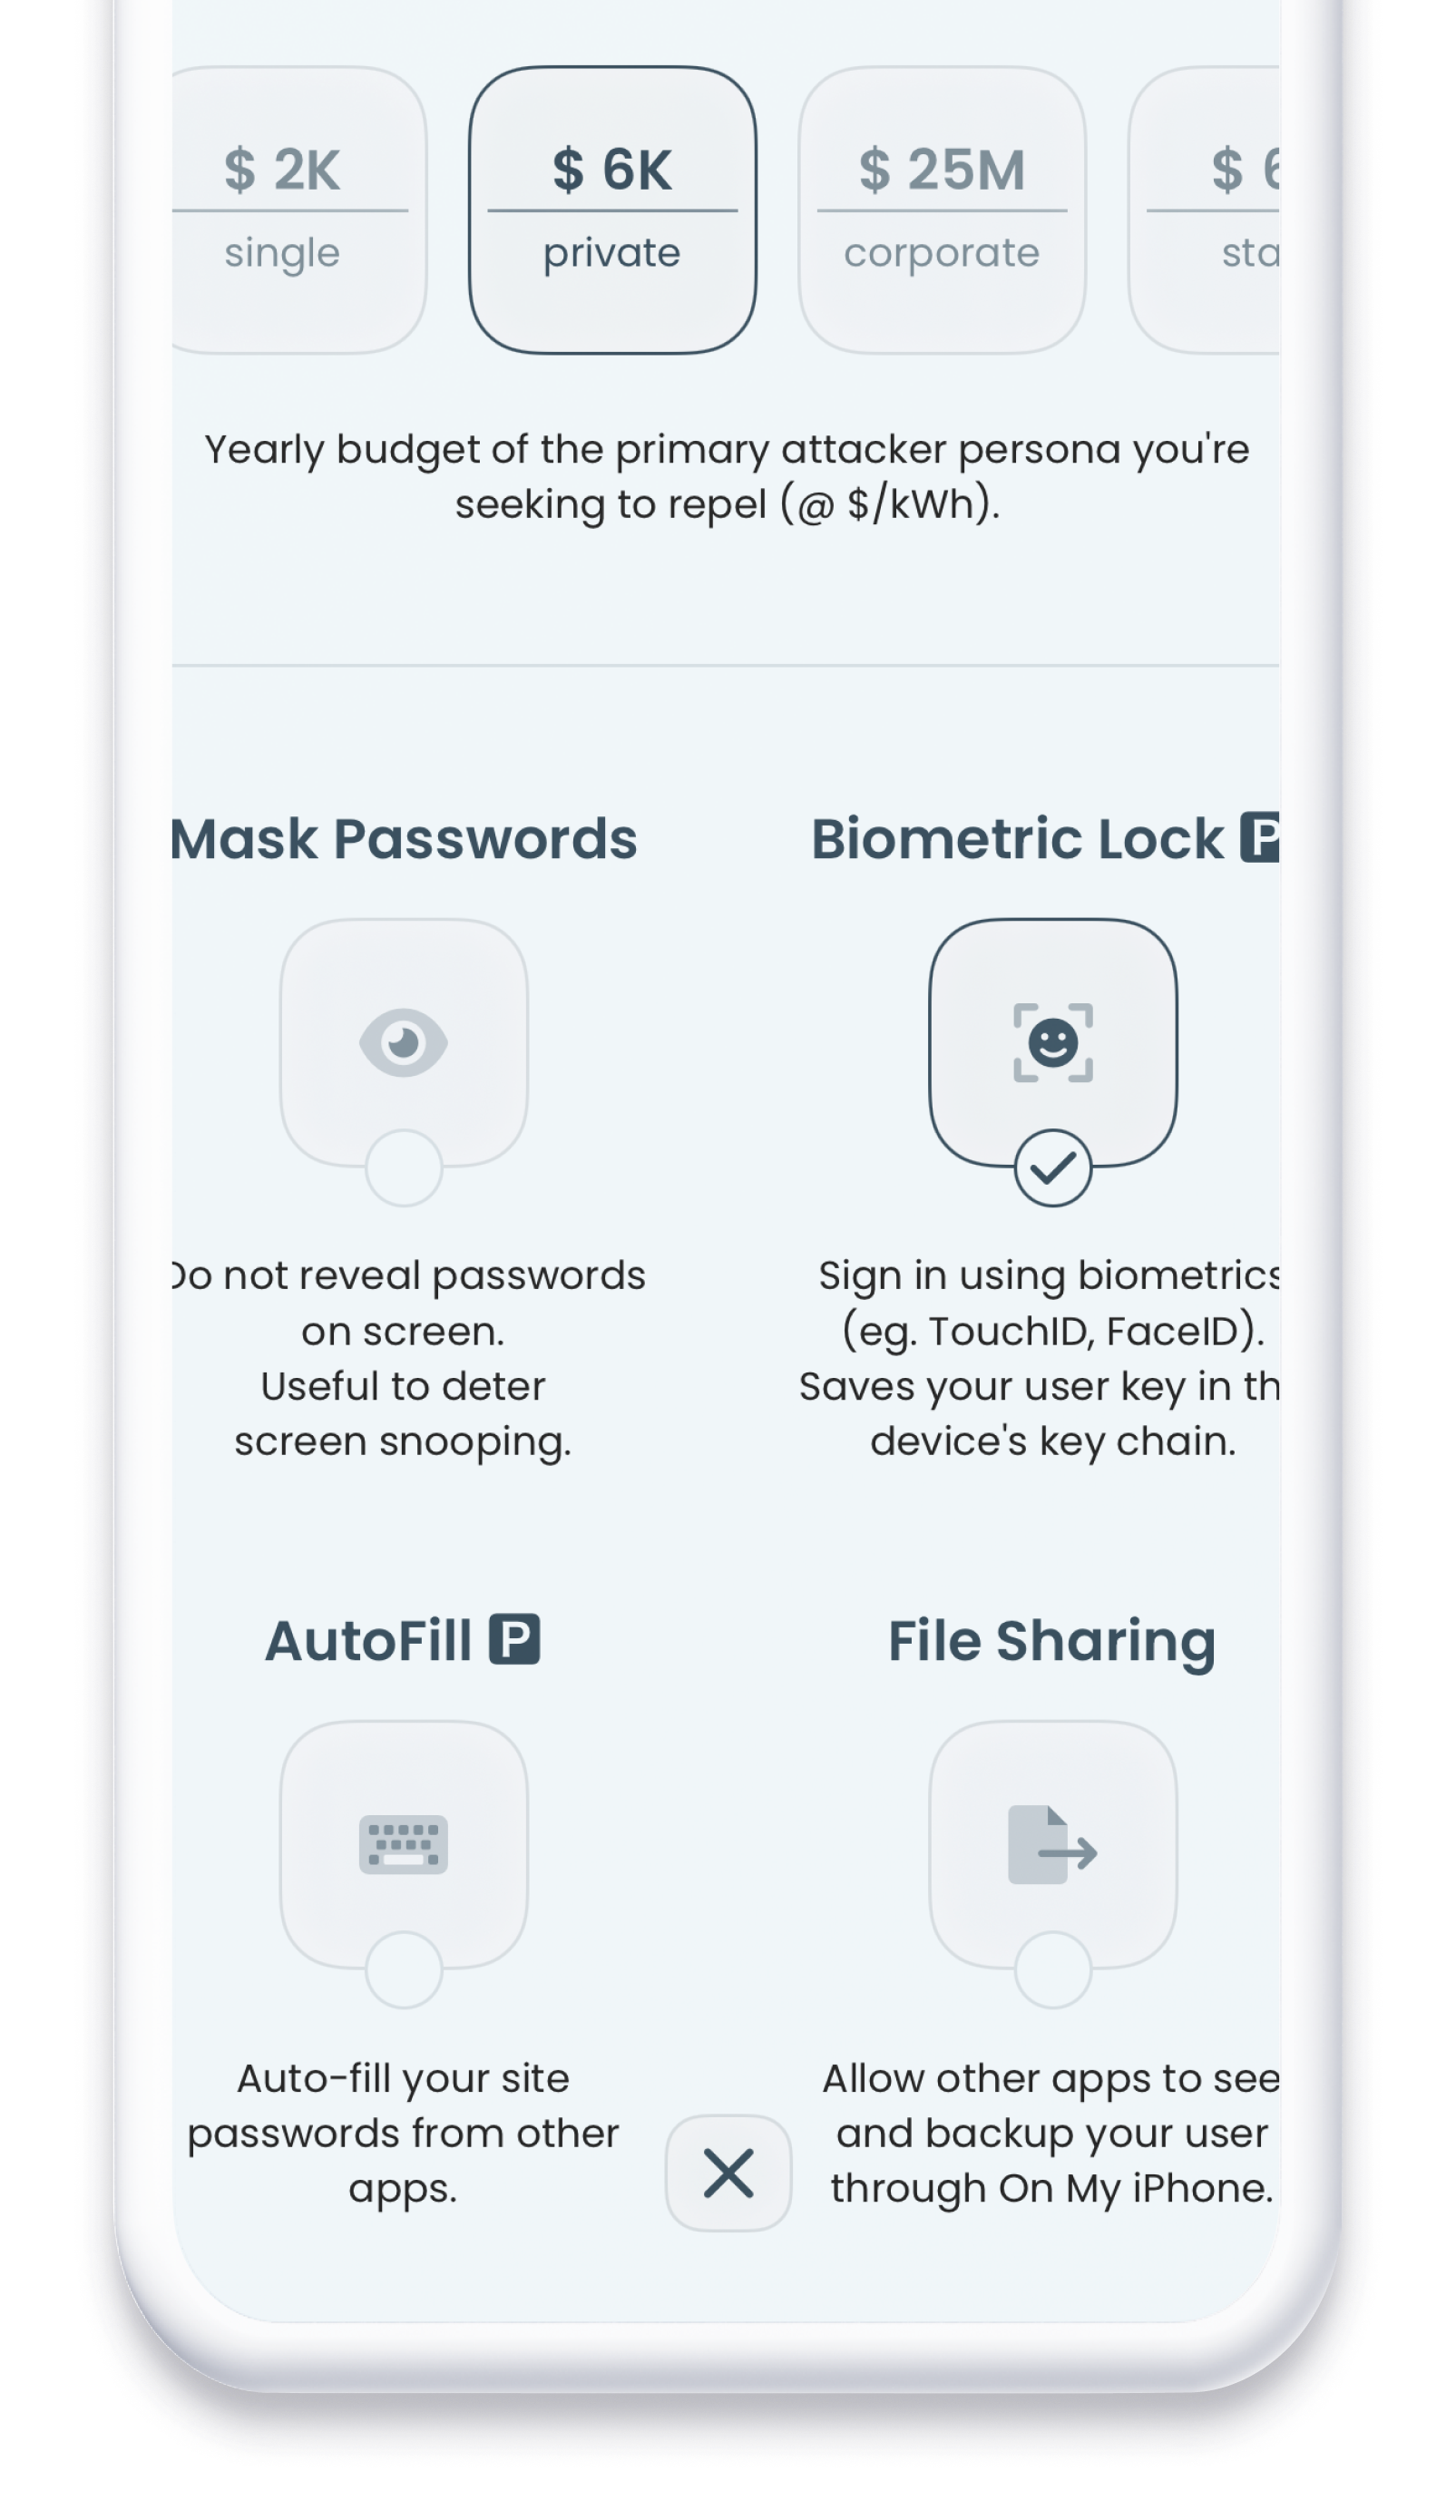 $ 2K
single
$ 6K
private
$ 25M
corporate
$ 6
sta
Yearly budget of the primary attacker persona you're
seeking to repel (@ $/kWh).
Mask Passwords
Do not reveal passwords
on screen.
Useful to deter
screen snooping.
Biometric Lock P
Sign in using biometrics
(eg. TouchID, FaceID).
Saves your user key in th
device's key chain.
AutoFill P
Auto-fill your site
passwords from other
apps.
File Sharing
Allow other apps to see
and backup your user
through On My iPhone.